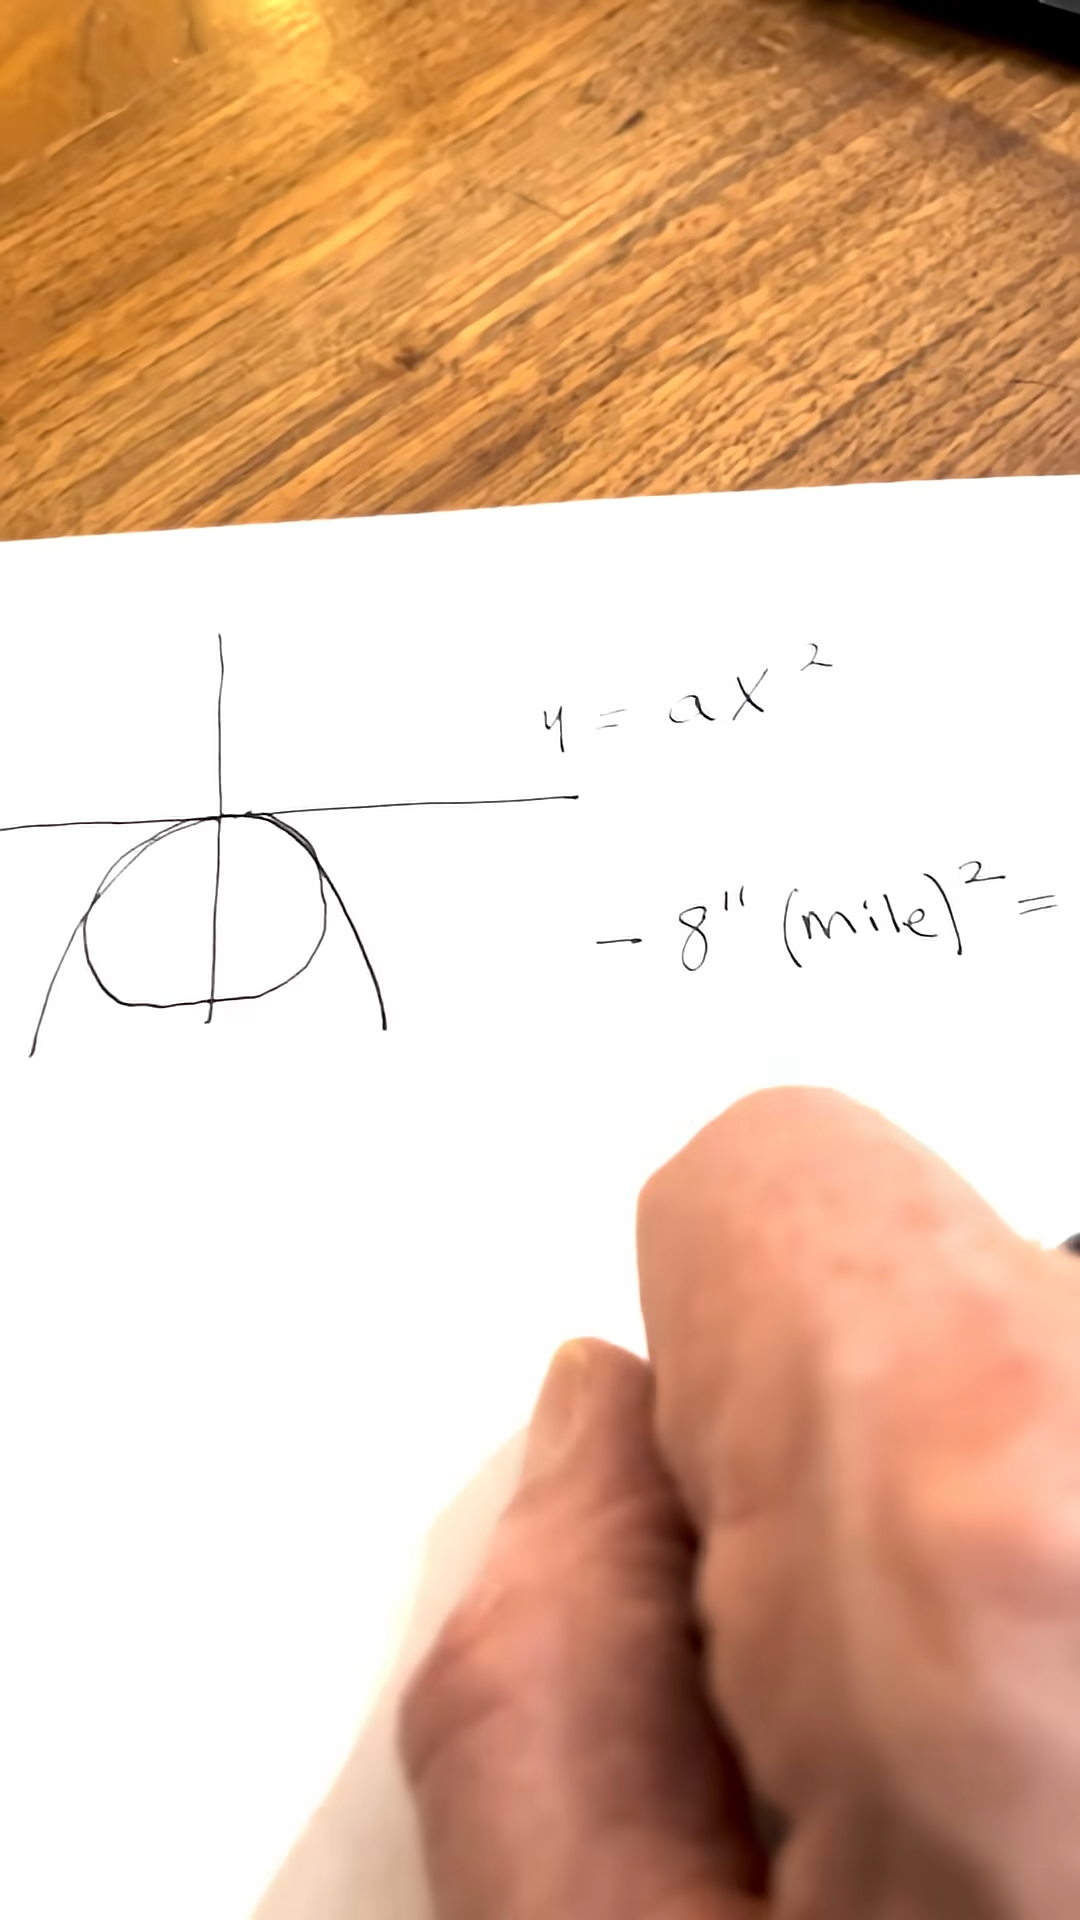 y = ax²
- 8" (mile)² =